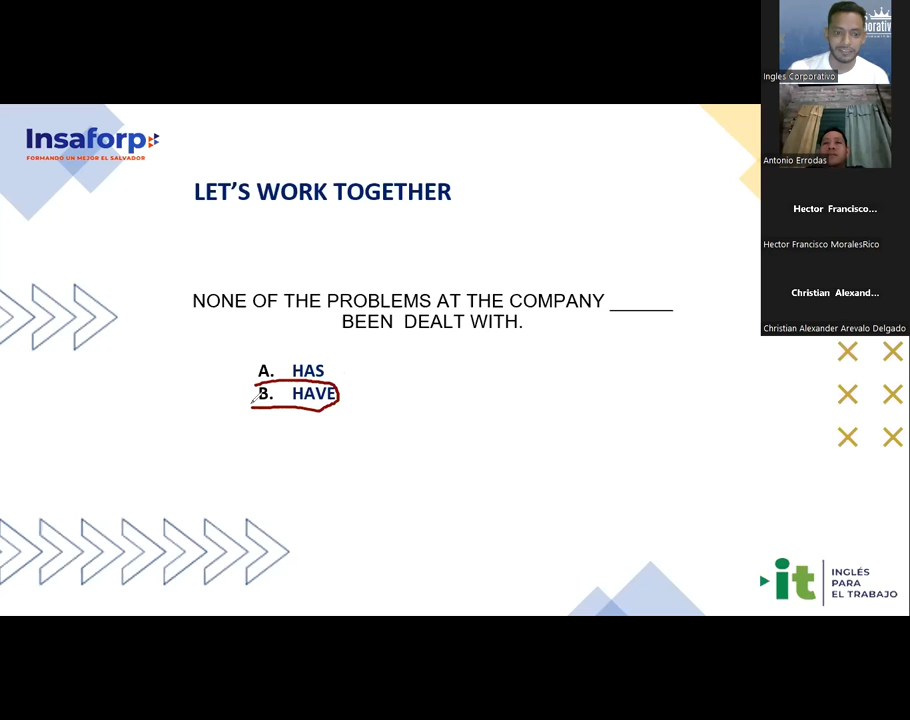 orativ
Ingles Corporativo
Insaforp
FORMANDO UN MEJOR EL SALVADOR
Antonio Errodas
LET'S WORK TOGETHER
Hector Francisco...
Hector Francisco MoralesRico
Christian Alexand...
Christian Alexander Arevalo Delgado
NONE OF THE PROBLEMS AT THE COMPANY ______
BEEN DEALT WITH.
A. HAS
B. HAVE
it
INGLÉS
PARA
EL TRABAJO